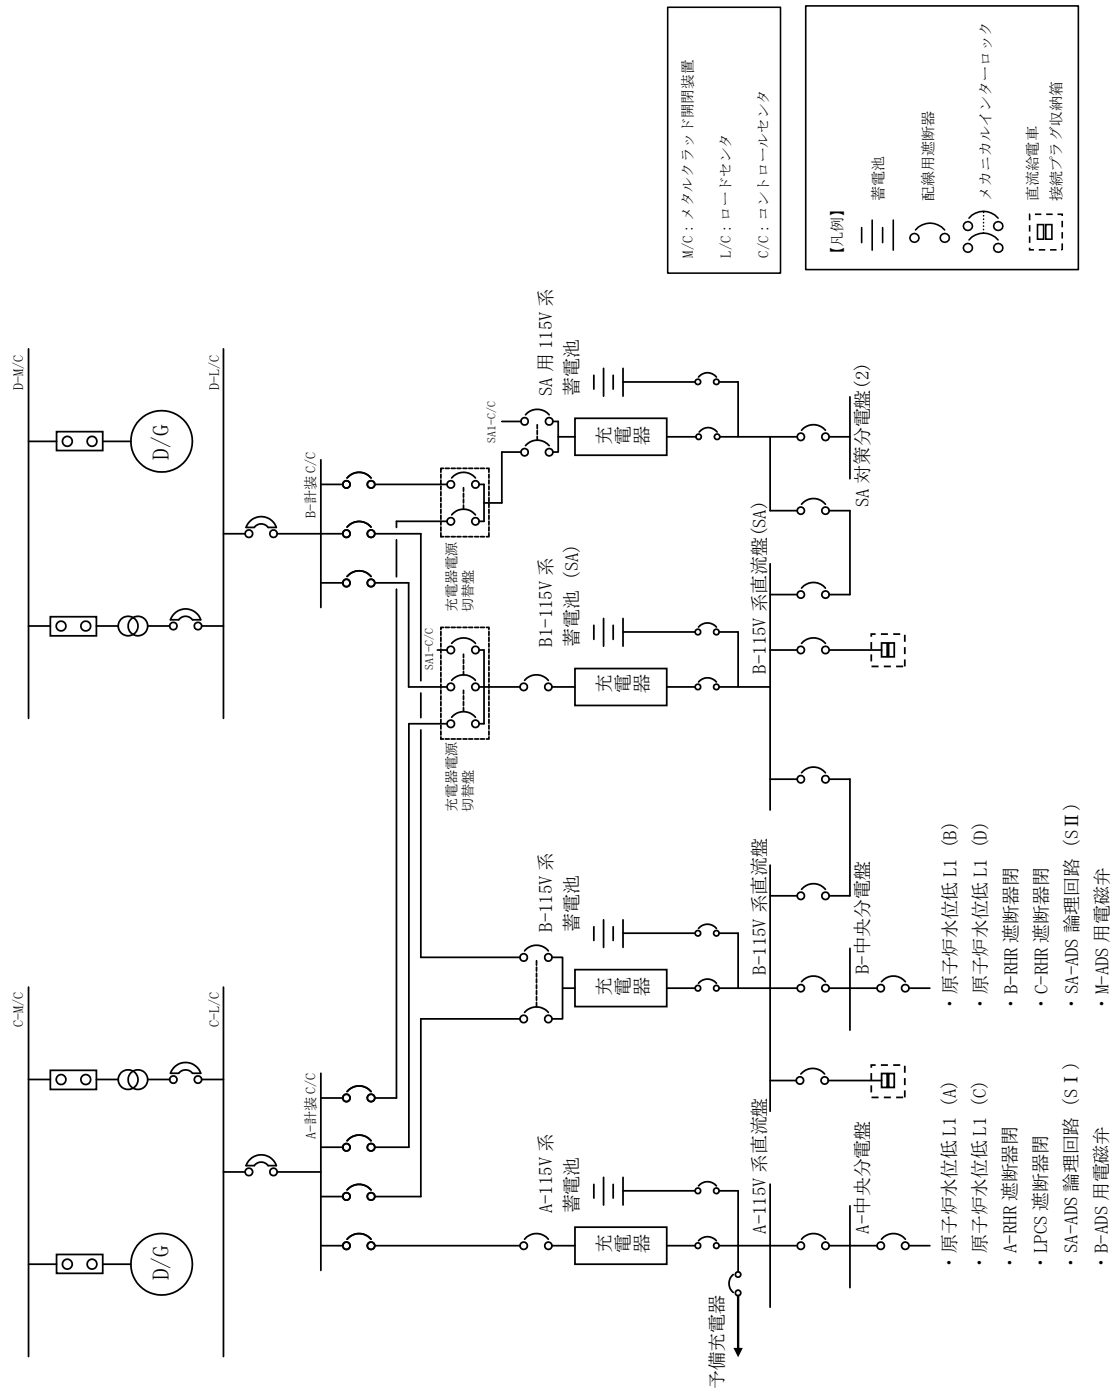 C-M/C
D-M/C
D/G
D/G
C-L/C
D-L/C
A-計装 C/C
B-計装 C/C
充電器電源
切替盤
SA1-C/C
充電器電源
切替盤
SA1-C/C
A-115V 系
蓄電池
B-115V 系
蓄電池
B1-115V 系
蓄電池 (SA)
SA 用 115V 系
蓄電池
充電器
充電器
充電器
充電器
予備充電器
A-115V 系直流盤
B-115V 系直流盤
B-115V 系直流盤(SA)
A-中央分電盤
B-中央分電盤
SA 対策分電盤(2)
・原子炉水位低 L1 (A)
・原子炉水位低 L1 (C)
・A-RHR 遮断器閉
・LPCS 遮断器閉
・SA-ADS 論理回路 (SⅠ)
・B-ADS 用電磁弁
・原子炉水位低 L1 (B)
・原子炉水位低 L1 (D)
・B-RHR 遮断器閉
・C-RHR 遮断器閉
・SA-ADS 論理回路 (SⅡ)
・M-ADS 用電磁弁
M/C：メタルクラッド開閉装置
L/C：ロードセンタ
C/C：コントロールセンタ
【凡例】
蓄電池
配線用遮断器
メカニカルインターロック
直流給電車
接続プラグ収納箱